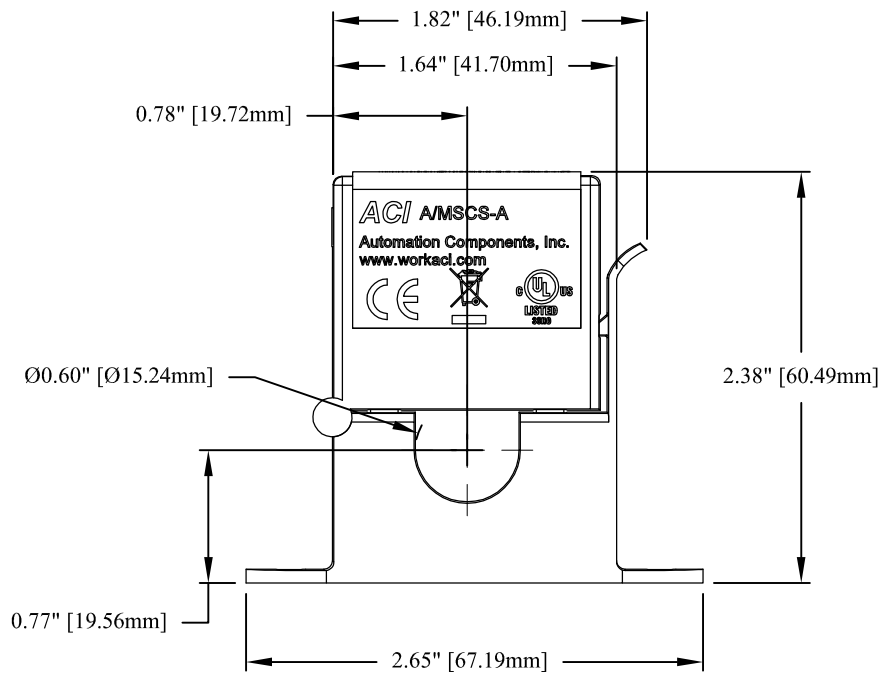 1.82" [46.19mm]
1.64" [41.70mm]
0.78" [19.72mm]
ACI A/MSCS-A
Automation Components, Inc.
www.workaci.com
CE
C UL US
LISTED
Ø0.60" [Ø15.24mm]
2.38" [60.49mm]
0.77" [19.56mm]
2.65" [67.19mm]